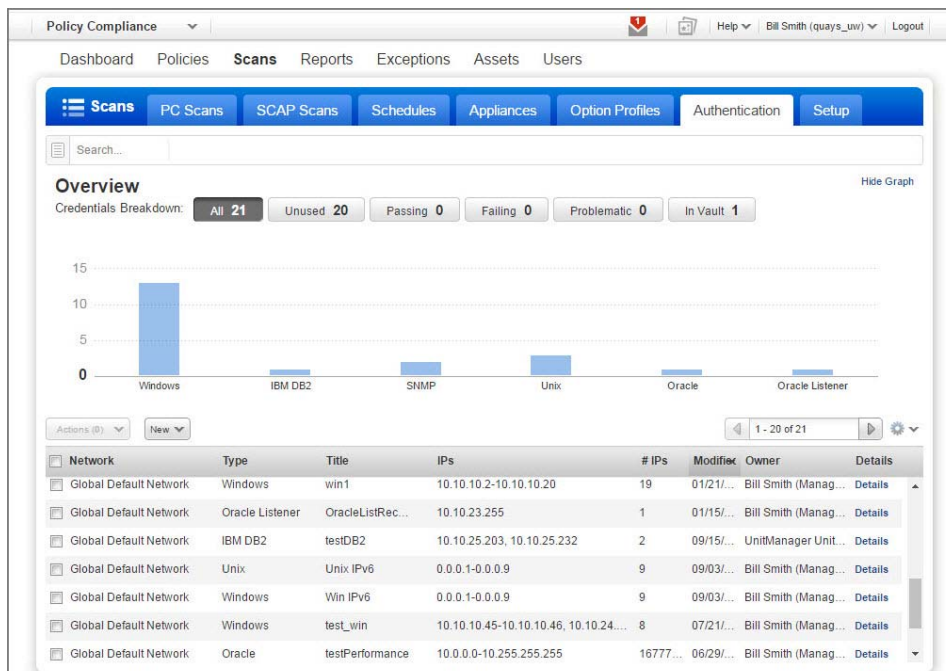 Policy Compliance
1
Help Bill Smith (quays_uw) Logout
Dashboard Policies Scans Reports Exceptions Assets Users
Scans PC Scans SCAP Scans Schedules Appliances Option Profiles Authentication Setup
Search...
Overview
Hide Graph
Credentials Breakdown: All 21 Unused 20 Passing 0 Failing 0 Problematic 0 In Vault 1
15
10
5
0
Windows IBM DB2 SNMP Unix Oracle Oracle Listener
Actions (0) New 1 - 20 of 21
Network Type Title IPs # IPs Modified Owner Details
Global Default Network Windows win1 10.10.10.2-10.10.10.20 19 01/21/... Bill Smith (Manag... Details
Global Default Network Oracle Listener OracleListRec... 10.10.23.255 1 01/15/... Bill Smith (Manag... Details
Global Default Network IBM DB2 testDB2 10.10.25.203, 10.10.25.232 2 09/15/... UnitManager Unit... Details
Global Default Network Unix Unix IPv6 0.0.0.1-0.0.0.9 9 09/03/... Bill Smith (Manag... Details
Global Default Network Windows Win IPv6 0.0.0.1-0.0.0.9 9 09/03/... Bill Smith (Manag... Details
Global Default Network Windows test_win 10.10.10.45-10.10.10.46, 10.10.24.... 8 07/21/... Bill Smith (Manag... Details
Global Default Network Oracle testPerformance 10.0.0.0-10.255.255.255 16777... 06/29/... Bill Smith (Manag... Details